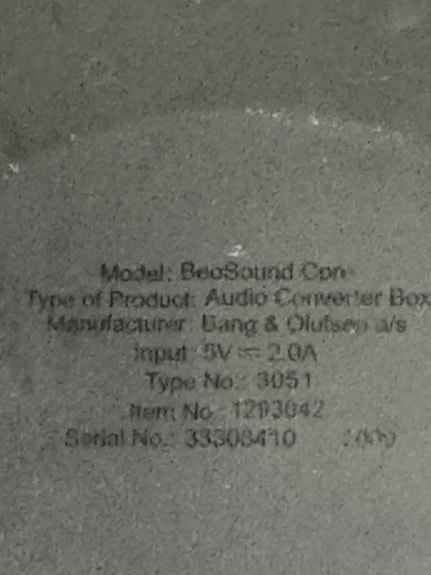 Model: BeoSound Core
Type of Product: Audio Converter Box
Manufacturer: Bang & Olufsen a/s
Input: 5V ⎓ 2.0A
Type No.: 3051
Item No.: 1293042
Serial No.: 33308410